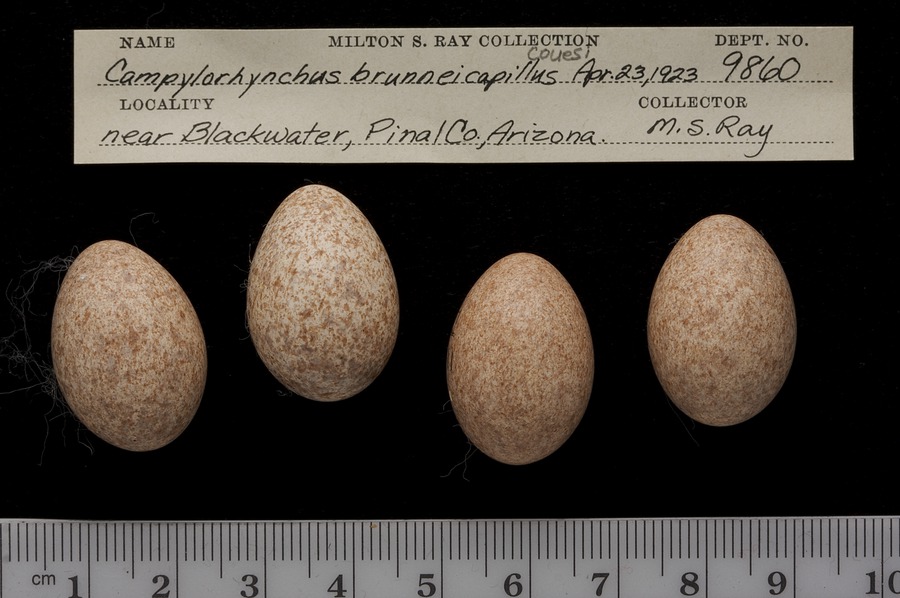 NAME MILTON S. RAY COLLECTION DEPT. NO.
couesi
Campylorhynchus brunneicapillus Apr. 23, 1923 9860
LOCALITY COLLECTOR
near Blackwater, Pinal Co., Arizona. M. S. Ray
cm 1 2 3 4 5 6 7 8 9 10